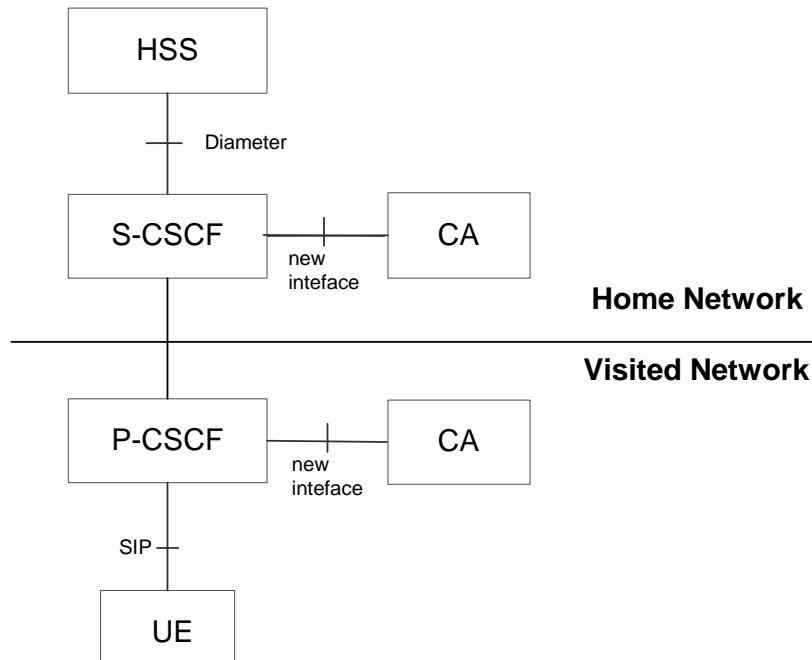 HSS
Diameter
S-CSCF
CA
new
inteface
Home Network
Visited Network
P-CSCF
CA
new
inteface
SIP
UE